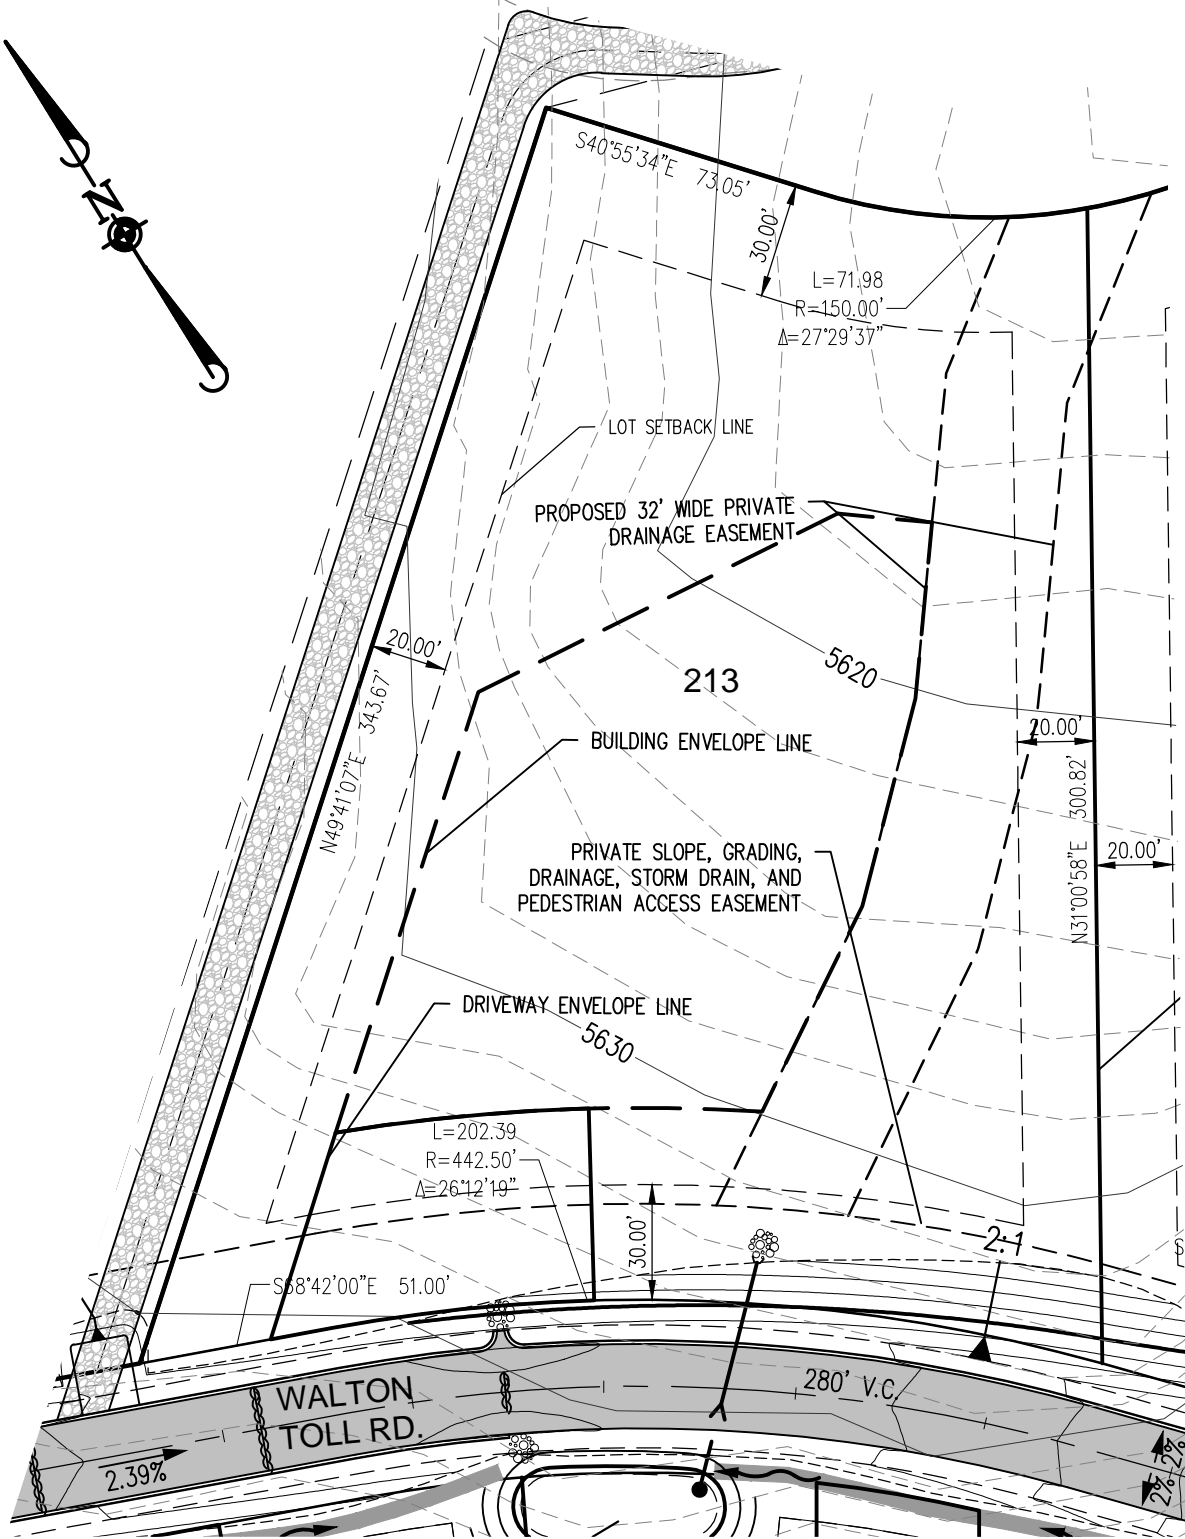 N
S40°55'34"E 73.05'
30.00'
L=71.98
R=150.00'
Δ=27°29'37"
LOT SETBACK LINE
PROPOSED 32' WIDE PRIVATE
DRAINAGE EASEMENT
20.00'
5620
213
N49°41'07"E 343.67'
20.00'
BUILDING ENVELOPE LINE
N31°00'58"E 300.82'
20.00'
PRIVATE SLOPE, GRADING,
DRAINAGE, STORM DRAIN, AND
PEDESTRIAN ACCESS EASEMENT
DRIVEWAY ENVELOPE LINE
5630
L=202.39
R=442.50'
Δ=26°12'19"
30.00'
2:1
S
S68°42'00"E 51.00'
WALTON
TOLL RD.
280' V.C.
2.39%
2% 2%